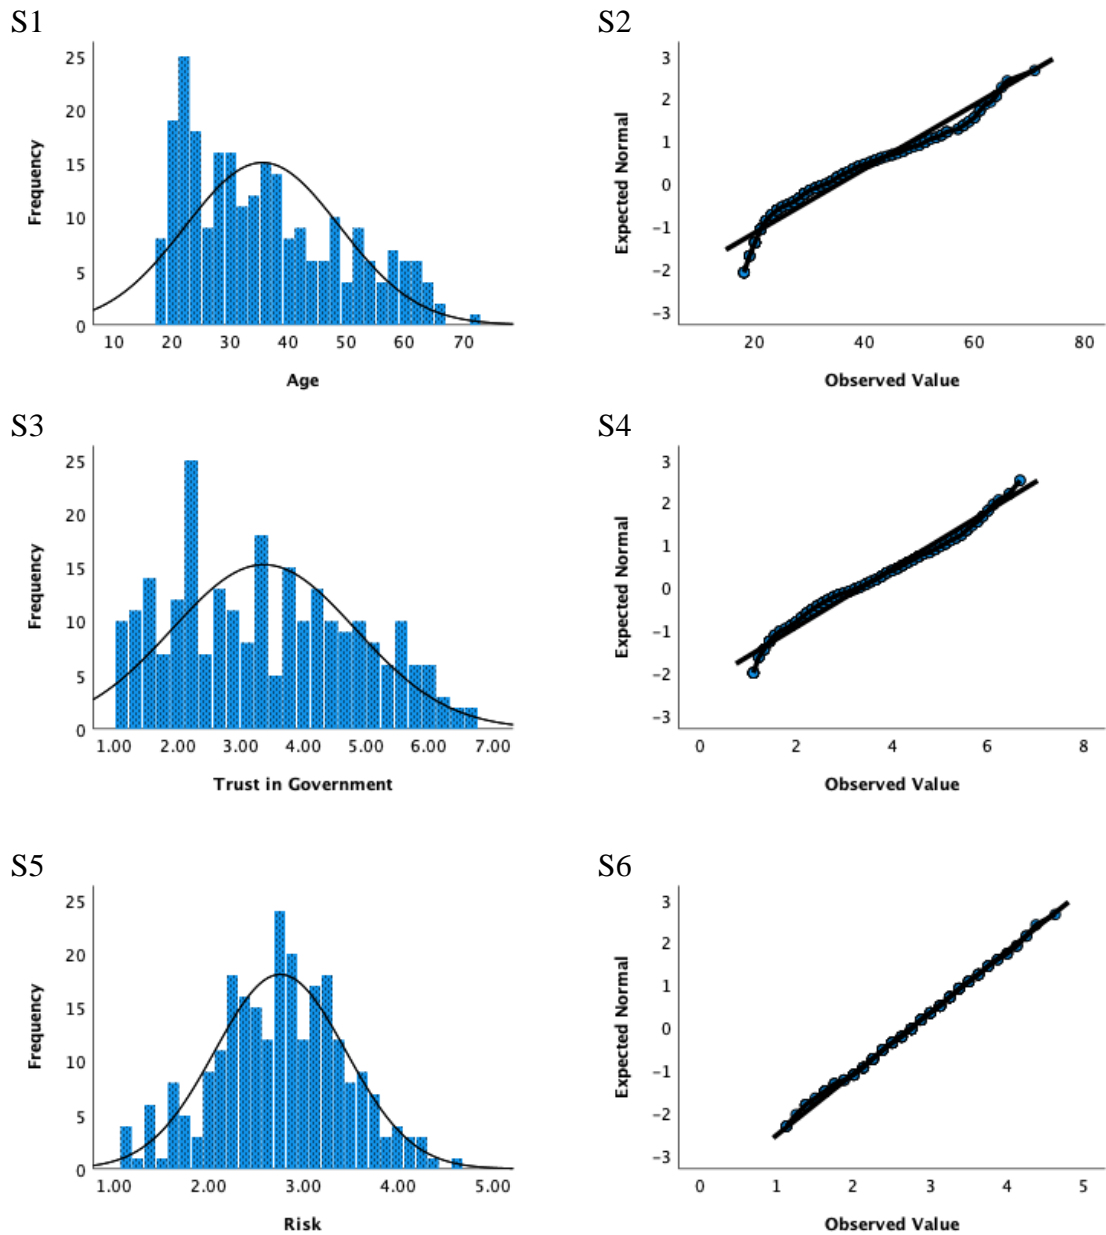 S1
25
20
15
10
5
0
Frequency
10 20 30 40 50 60 70
Age
S2
3
2
1
0
−1
−2
−3
Expected Normal
20 40 60 80
Observed Value
S3
25
20
15
10
5
0
Frequency
1.00 2.00 3.00 4.00 5.00 6.00 7.00
Trust in Government
S4
3
2
1
0
−1
−2
−3
Expected Normal
0 2 4 6 8
Observed Value
S5
25
20
15
10
5
0
Frequency
1.00 2.00 3.00 4.00 5.00
Risk
S6
3
2
1
0
−1
−2
−3
Expected Normal
0 1 2 3 4 5
Observed Value